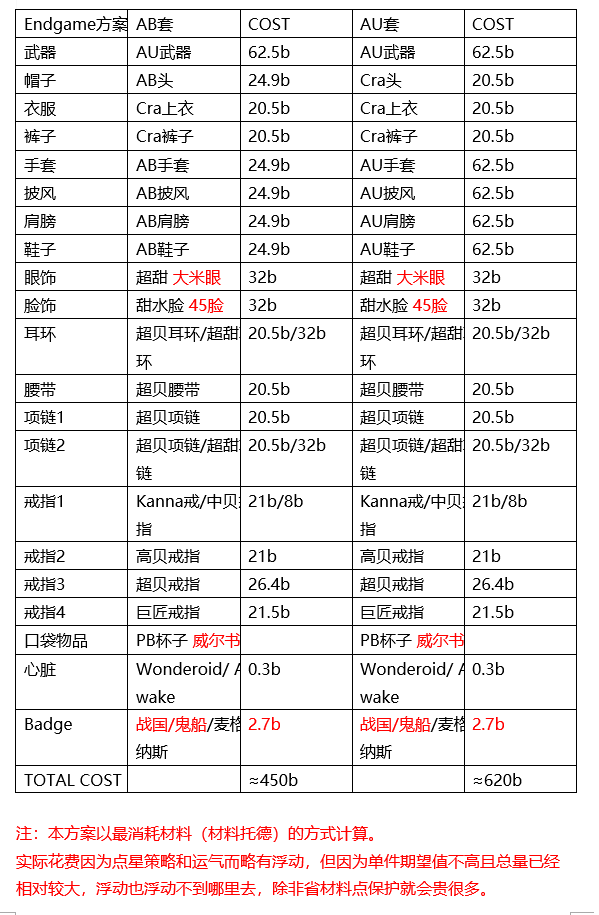 Endgame方案 AB套 COST AU套 COST
武器 AU武器 62.5b AU武器 62.5b
帽子 AB头 24.9b Cra头 20.5b
衣服 Cra上衣 20.5b Cra上衣 20.5b
裤子 Cra裤子 20.5b Cra裤子 20.5b
手套 AB手套 24.9b AU手套 62.5b
披风 AB披风 24.9b AU披风 62.5b
肩膀 AB肩膀 24.9b AU肩膀 62.5b
鞋子 AB鞋子 24.9b AU鞋子 62.5b
眼饰 超甜 大米眼 32b 超甜 大米眼 32b
脸饰 甜水脸 45脸 32b 甜水脸 45脸 32b
耳环 超贝耳环/超甜 20.5b/32b 超贝耳环/超甜 20.5b/32b
环 环
腰带 超贝腰带 20.5b 超贝腰带 20.5b
项链1 超贝项链 20.5b 超贝项链 20.5b
项链2 超贝项链/超甜 20.5b/32b 超贝项链/超甜 20.5b/32b
链 链
戒指1 Kanna戒/中贝 21b/8b Kanna戒/中贝 21b/8b
指 指
戒指2 高贝戒指 21b 高贝戒指 21b
戒指3 超贝戒指 26.4b 超贝戒指 26.4b
戒指4 巨匠戒指 21.5b 巨匠戒指 21.5b
口袋物品 PB杯子 威尔书 PB杯子 威尔书
心脏 Wonderoid/ 0.3b Wonderoid/ 0.3b
wake wake
Badge 战国/鬼船/麦格 2.7b 战国/鬼船/麦格 2.7b
纳斯 纳斯
TOTAL COST ≈450b ≈620b
注：本方案以最消耗材料（材料托德）的方式计算。
实际花费因为点星策略和运气而略有浮动，但因为单件期望值不高且总量已经
相对较大，浮动也浮动不到哪里去，除非省材料点保护就会贵很多。